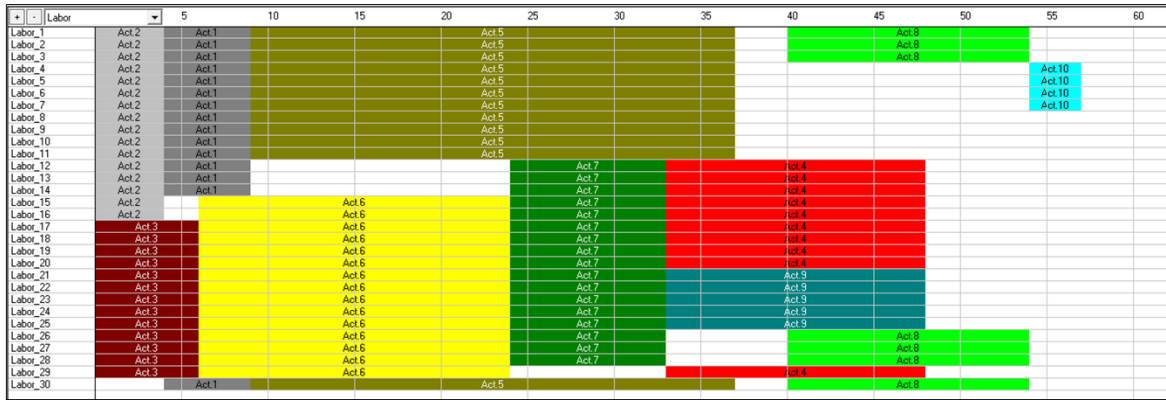 + - Labor 5 10 15 20 25 30 35 40 45 50 55 60
Labor_1 Act.2 Act.1 Act.5 Act.8
Labor_2 Act.2 Act.1 Act.5 Act.8
Labor_3 Act.2 Act.1 Act.5 Act.8
Labor_4 Act.2 Act.1 Act.5 Act.10
Labor_5 Act.2 Act.1 Act.5 Act.10
Labor_6 Act.2 Act.1 Act.5 Act.10
Labor_7 Act.2 Act.1 Act.5 Act.10
Labor_8 Act.2 Act.1 Act.5
Labor_9 Act.2 Act.1 Act.5
Labor_10 Act.2 Act.1 Act.5
Labor_11 Act.2 Act.1 Act.5
Labor_12 Act.2 Act.1 Act.7 Act.4
Labor_13 Act.2 Act.1 Act.7 Act.4
Labor_14 Act.2 Act.1 Act.7 Act.4
Labor_15 Act.2 Act.6 Act.7 Act.4
Labor_16 Act.2 Act.6 Act.7 Act.4
Labor_17 Act.3 Act.6 Act.7 Act.4
Labor_18 Act.3 Act.6 Act.7 Act.4
Labor_19 Act.3 Act.6 Act.7 Act.4
Labor_20 Act.3 Act.6 Act.7 Act.4
Labor_21 Act.3 Act.6 Act.7 Act.9
Labor_22 Act.3 Act.6 Act.7 Act.9
Labor_23 Act.3 Act.6 Act.7 Act.9
Labor_24 Act.3 Act.6 Act.7 Act.9
Labor_25 Act.3 Act.6 Act.7 Act.9
Labor_26 Act.3 Act.6 Act.7 Act.8
Labor_27 Act.3 Act.6 Act.7 Act.8
Labor_28 Act.3 Act.6 Act.7 Act.8
Labor_29 Act.3 Act.6 Act.4
Labor_30 Act.1 Act.5 Act.8